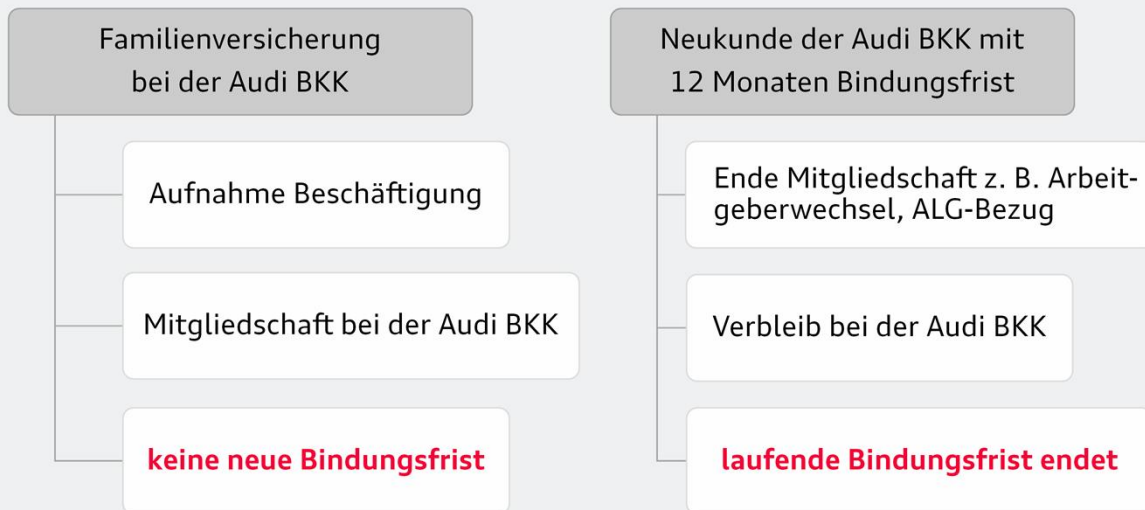 Familienversicherung
bei der Audi BKK
Aufnahme Beschäftigung
Mitgliedschaft bei der Audi BKK
keine neue Bindungsfrist
Neukunde der Audi BKK mit
12 Monaten Bindungsfrist
Ende Mitgliedschaft z. B. Arbeit-
geberwechsel, ALG-Bezug
Verbleib bei der Audi BKK
laufende Bindungsfrist endet